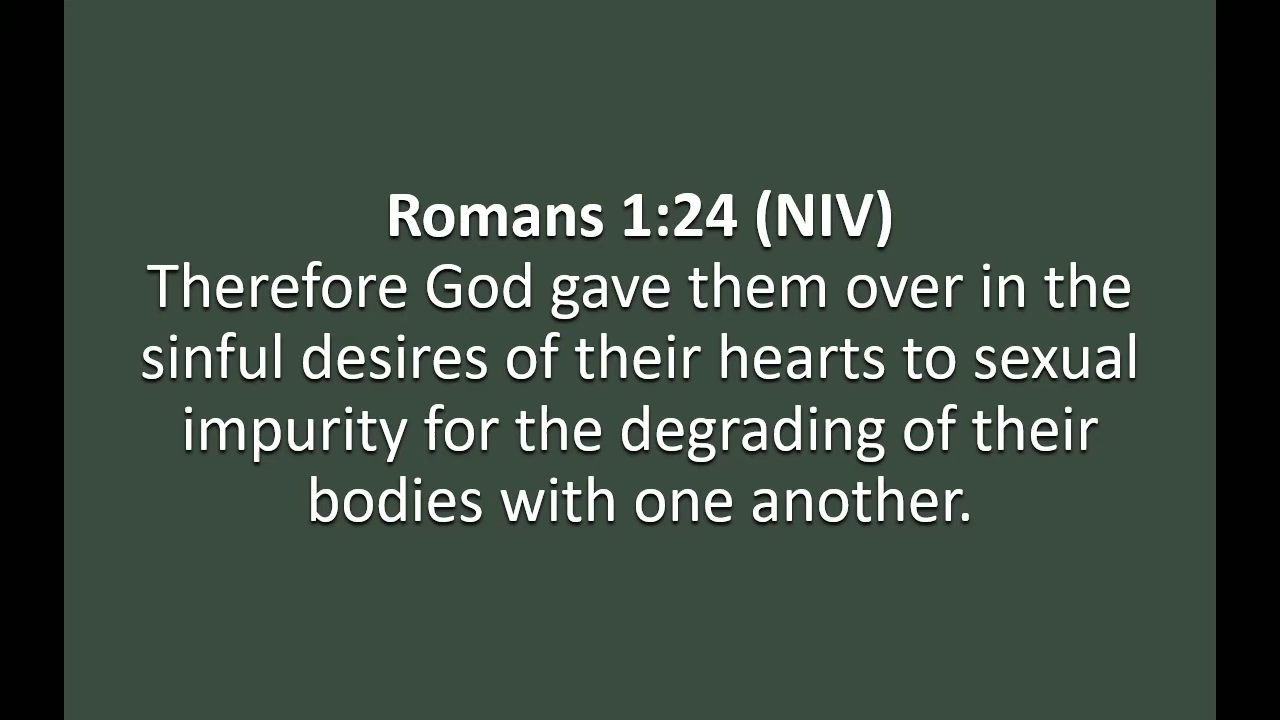 Romans 1:24 (NIV)
Therefore God gave them over in the
sinful desires of their hearts to sexual
impurity for the degrading of their
bodies with one another.